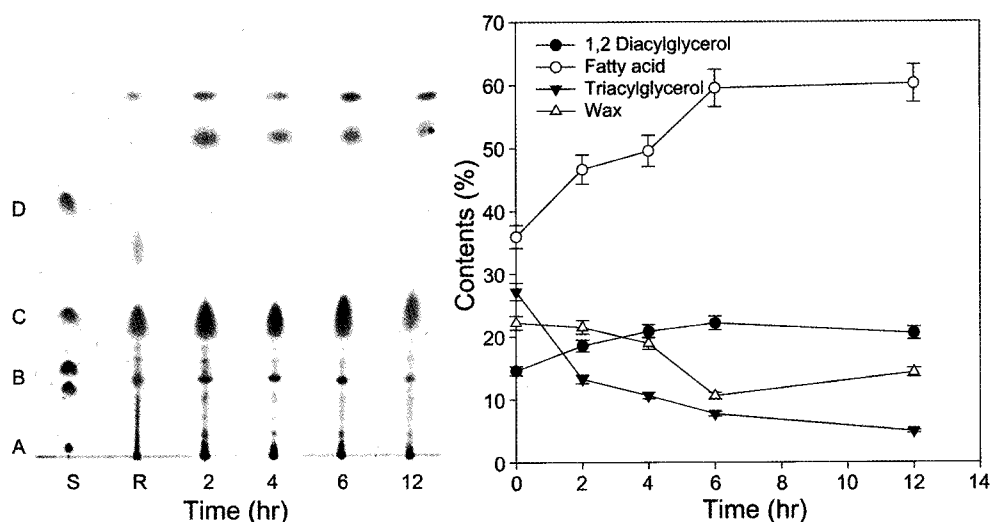 D
C
B
A
S R 2 4 6 12
Time (hr)
70
60
50
40
30
20
10
0
Contents (%)
1,2 Diacylglycerol
Fatty acid
Triacylglycerol
Wax
0 2 4 6 8 10 12 14
Time (hr)